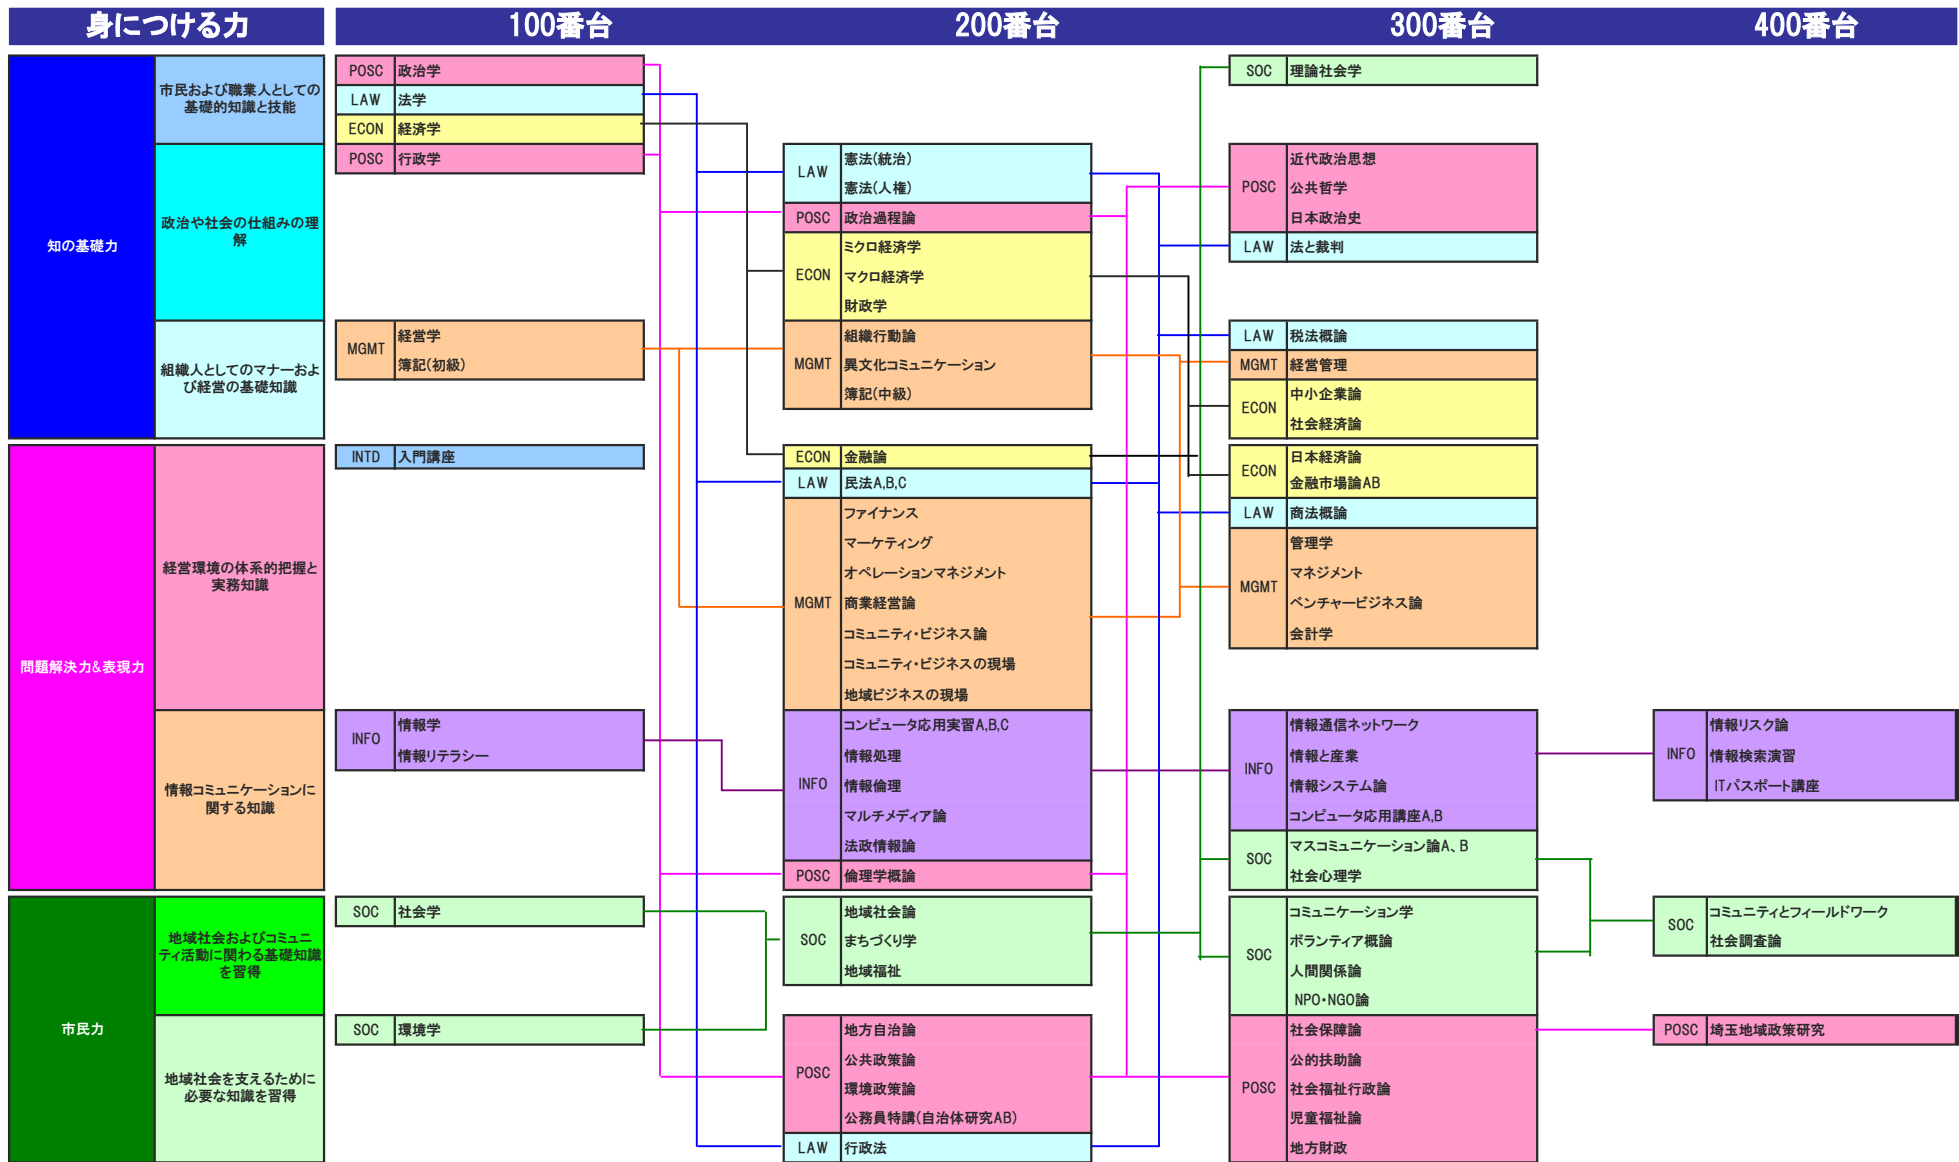 身につける力
100番台
200番台
300番台
400番台
知の基礎力
市民および職業人としての
基礎的知識と技能
POSC 政治学
LAW 法学
ECON 経済学
SOC 理論社会学
政治や社会の仕組みの理
解
POSC 行政学
LAW
憲法(統治)
憲法(人権)
POSC 政治過程論
ECON
ミクロ経済学
マクロ経済学
財政学
POSC
近代政治思想
公共哲学
日本政治史
LAW 法と裁判
組織人としてのマナーおよ
び経営の基礎知識
MGMT
経営学
簿記(初級)
MGMT
組織行動論
異文化コミュニケーション
簿記(中級)
LAW 税法概論
MGMT 経営管理
ECON
中小企業論
社会経済論
問題解決力&表現力
経営環境の体系的把握と
実務知識
INTD 入門講座
ECON 金融論
LAW 民法A,B,C
MGMT
ファイナンス
マーケティング
オペレーションマネジメント
商業経営論
コミュニティ・ビジネス論
コミュニティ・ビジネスの現場
地域ビジネスの現場
ECON
日本経済論
金融市場論AB
LAW 商法概論
MGMT
管理学
マネジメント
ベンチャービジネス論
会計学
情報コミュニケーションに
関する知識
INFO
情報学
情報リテラシー
INFO
コンピュータ応用実習A,B,C
情報処理
情報倫理
マルチメディア論
法政情報論
POSC 倫理学概論
INFO
情報通信ネットワーク
情報と産業
情報システム論
コンピュータ応用講座A,B
SOC
マスコミュニケーション論A、B
社会心理学
INFO
情報リスク論
情報検索演習
ITパスポート講座
市民力
地域社会およびコミュニ
ティ活動に関わる基礎知識
を習得
SOC 社会学
SOC
地域社会論
まちづくり学
地域福祉
SOC
コミュニケーション学
ボランティア概論
人間関係論
NPO・NGO論
SOC
コミュニティとフィールドワーク
社会調査論
地域社会を支えるために
必要な知識を習得
SOC 環境学
POSC
地方自治論
公共政策論
環境政策論
公務員特講(自治体研究AB)
LAW 行政法
POSC
社会保障論
公的扶助論
社会福祉行政論
児童福祉論
地方財政
POSC 埼玉地域政策研究